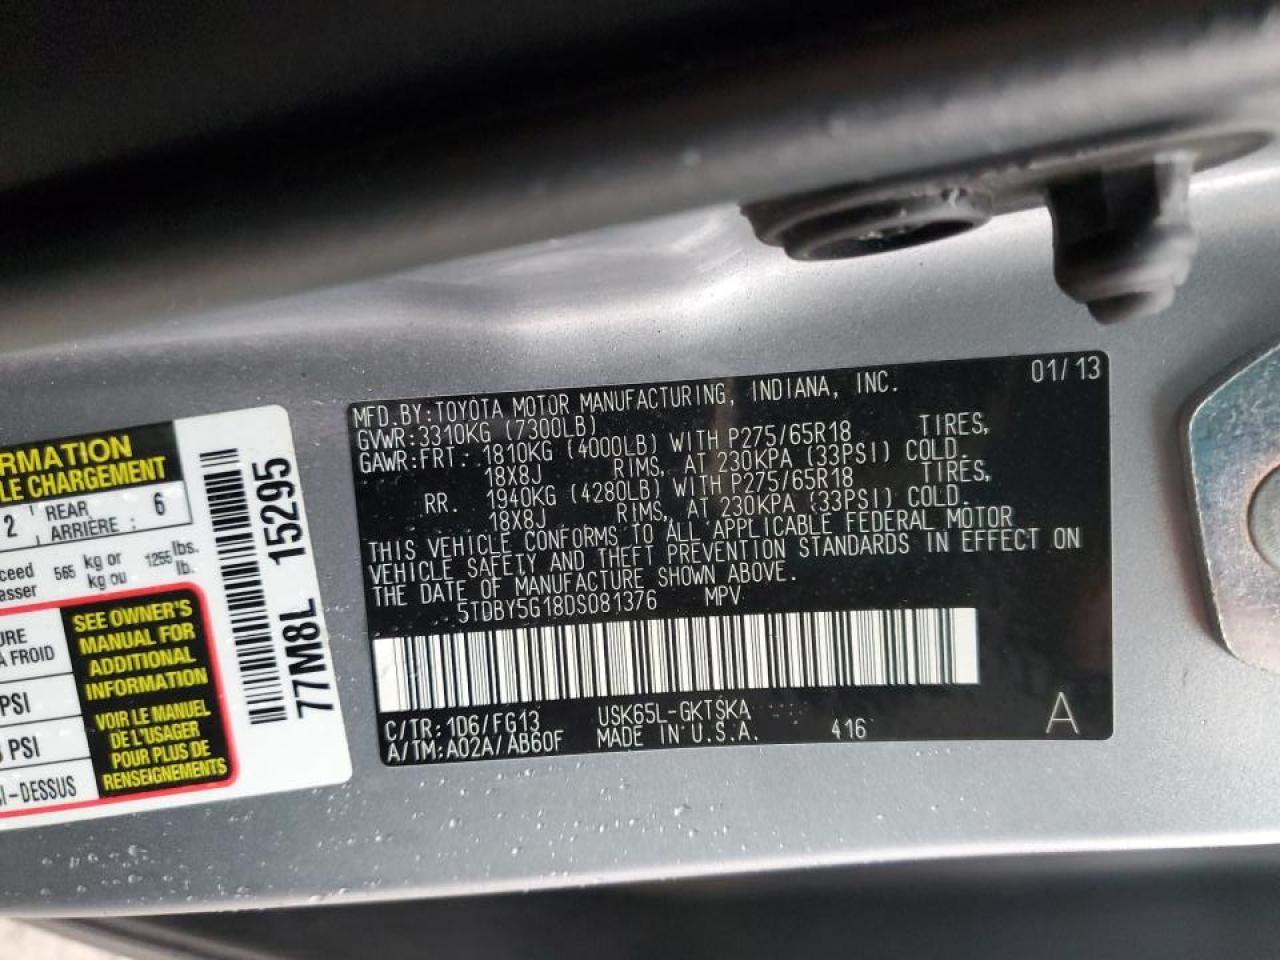 RMATION
LE CHARGEMENT
2 REAR ARRIÈRE : 6
565 kg or kg ou 1255 lbs. lb.
À FROID
PSI
PSI
-DESSUS
SEE OWNER'S
MANUAL FOR
ADDITIONAL
INFORMATION
VOIR LE MANUEL
DE L'USAGER
POUR PLUS DE
RENSEIGNEMENTS
77M8L 15295
MFD.BY:TOYOTA MOTOR MANUFACTURING, INDIANA, INC. 01/13
GVWR:3310KG (7300LB)
GAWR:FRT: 1810KG (4000LB) WITH P275/65R18 TIRES,
18X8J RIMS, AT 230KPA (33PSI) COLD.
RR. 1940KG (4280LB) WITH P275/65R18 TIRES,
18X8J RIMS, AT 230KPA (33PSI) COLD.
THIS VEHICLE CONFORMS TO ALL APPLICABLE FEDERAL MOTOR
VEHICLE SAFETY AND THEFT PREVENTION STANDARDS IN EFFECT ON
THE DATE OF MANUFACTURE SHOWN ABOVE.
5TDBY5G18DS081376 MPV
C/TR:1D6/FG13 USK65L-GKTSKA
A/TM:A02A/AB60F MADE IN U.S.A. 416 A